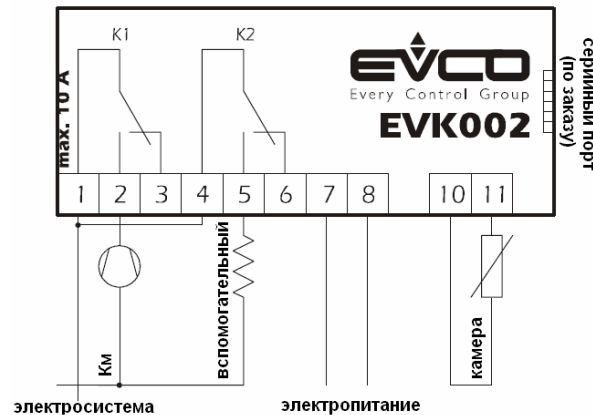 K1
K2
EVCO
Every Control Group
EVK002
max. 10 A
серийный порт
(по заказу)
1 2 3 4 5 6 7 8 10 11
Км
вспомогательный
камера
электросистема
электропитание